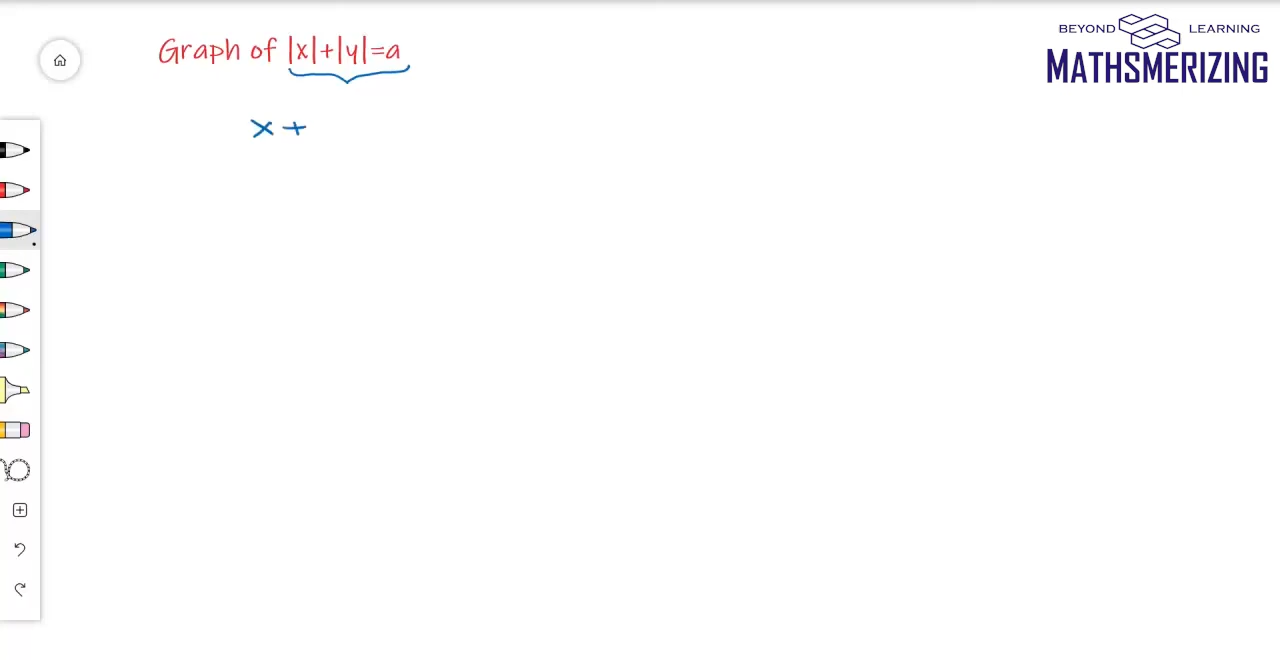 Graph of |x|+|y|=a
BEYOND LEARNING
MATHSMERIZING
x +